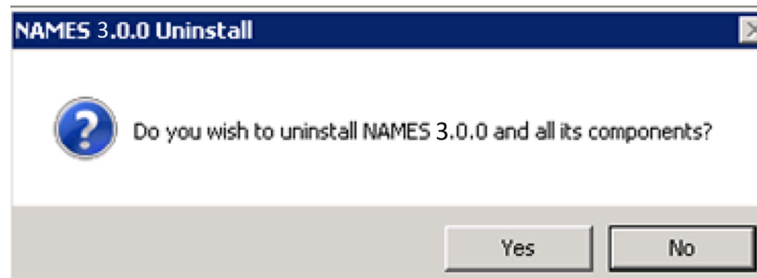 NAMES 3.0.0 Uninstall
Do you wish to uninstall NAMES 3.0.0 and all its components?
Yes No